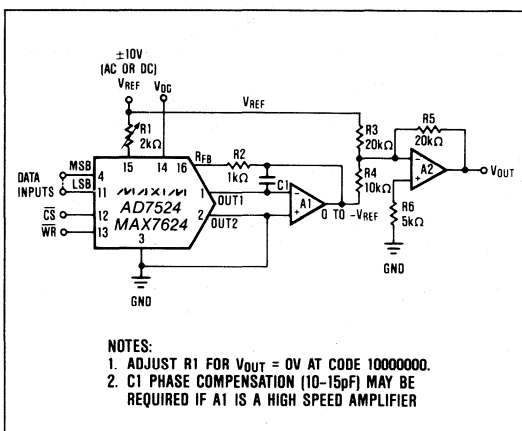 ±10V
(AC OR DC)
VREF
VDC
VREF
R1
2kΩ
15
14
16
RFB
R2
1kΩ
C1
R3
20kΩ
R4
10kΩ
R5
20kΩ
A2
VOUT
R6
5kΩ
GND
DATA
INPUTS
MSB
LSB
4
11
CS
12
WR
13
MAXIM
AD7524
MAX7624
1
OUT1
2
OUT2
A1
0 TO -VREF
3
GND
NOTES:
1. ADJUST R1 FOR VOUT = 0V AT CODE 10000000.
2. C1 PHASE COMPENSATION (10-15pF) MAY BE
REQUIRED IF A1 IS A HIGH SPEED AMPLIFIER